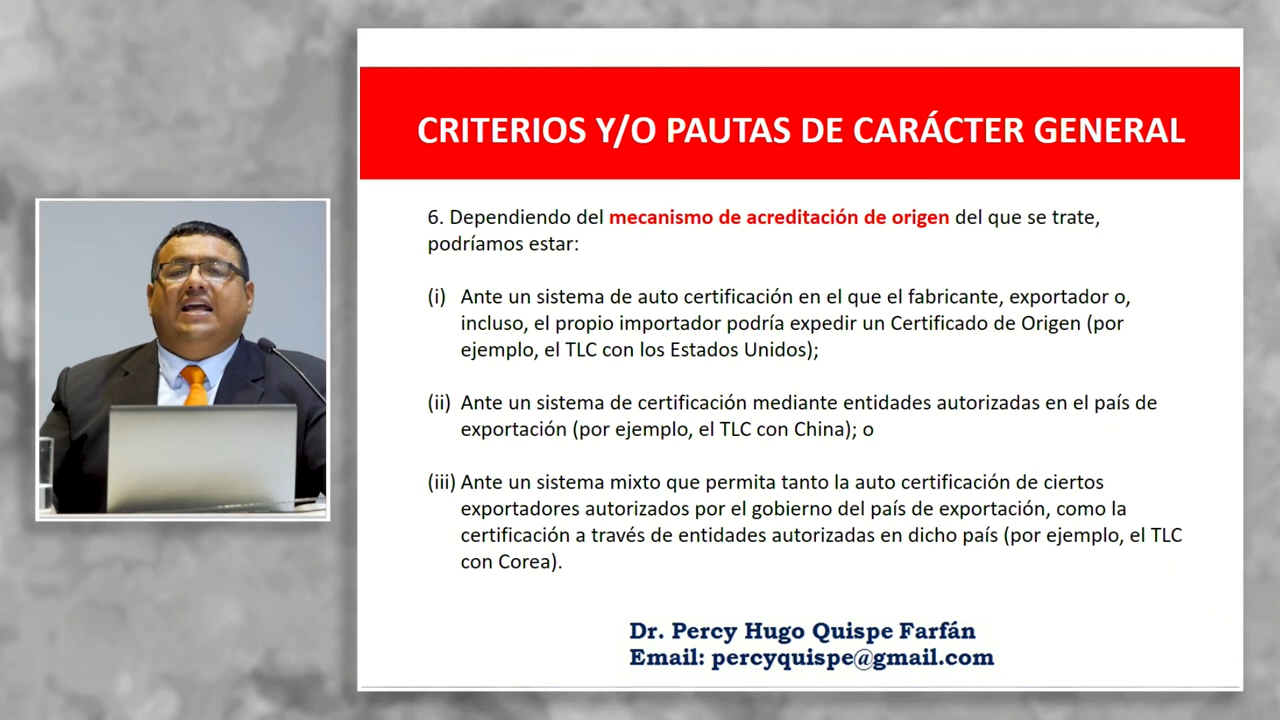 CRITERIOS Y/O PAUTAS DE CARÁCTER GENERAL
6. Dependiendo del mecanismo de acreditación de origen del que se trate,
podríamos estar:
(i) Ante un sistema de auto certificación en el que el fabricante, exportador o,
incluso, el propio importador podría expedir un Certificado de Origen (por
ejemplo, el TLC con los Estados Unidos);
(ii) Ante un sistema de certificación mediante entidades autorizadas en el país de
exportación (por ejemplo, el TLC con China); o
(iii) Ante un sistema mixto que permita tanto la auto certificación de ciertos
exportadores autorizados por el gobierno del país de exportación, como la
certificación a través de entidades autorizadas en dicho país (por ejemplo, el TLC
con Corea).
Dr. Percy Hugo Quispe Farfán
Email: percyquispe@gmail.com